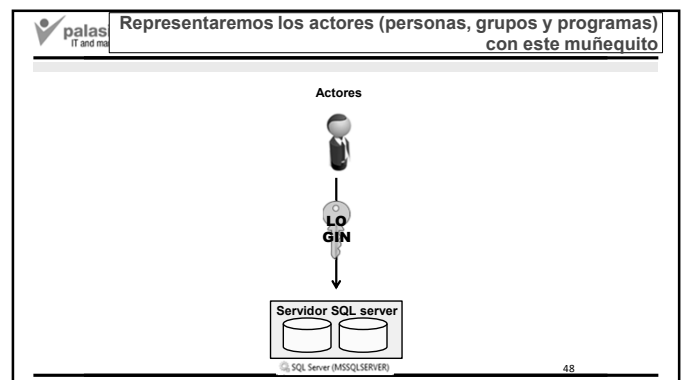 palasi
IT and ma
Representaremos los actores (personas, grupos y programas)
con este muñequito
Actores
LO
GIN
Servidor SQL server
SQL Server (MSSQLSERVER)
48